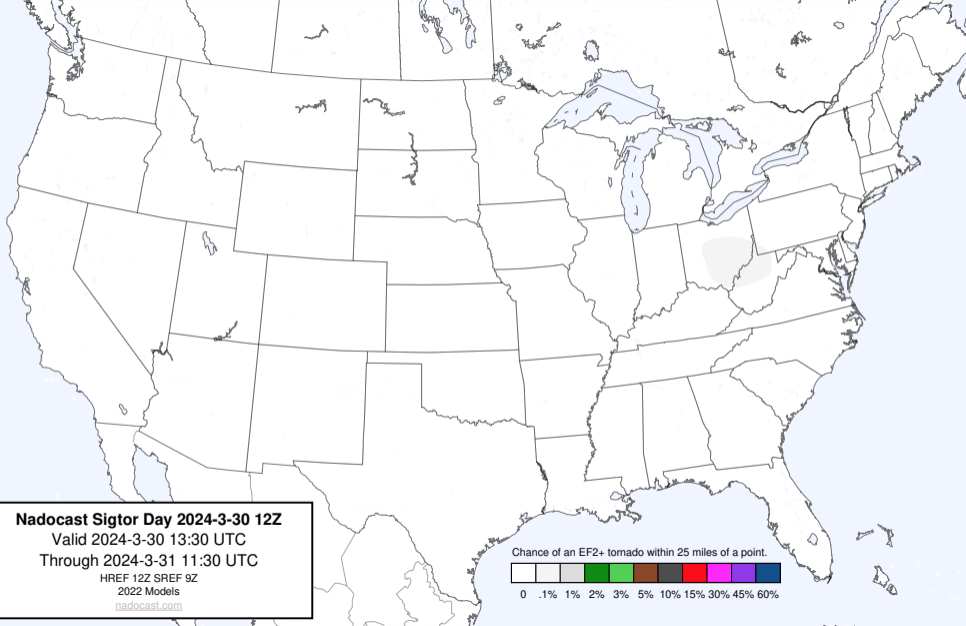 Nadocast Sigtor Day 2024-3-30 12Z
Valid 2024-3-30 13:30 UTC
Through 2024-3-31 11:30 UTC
HREF 12Z SREF 9Z
2022 Models
nadocast.com
Chance of an EF2+ tornado within 25 miles of a point.
0 .1% 1% 2% 3% 5% 10% 15% 30% 45% 60%